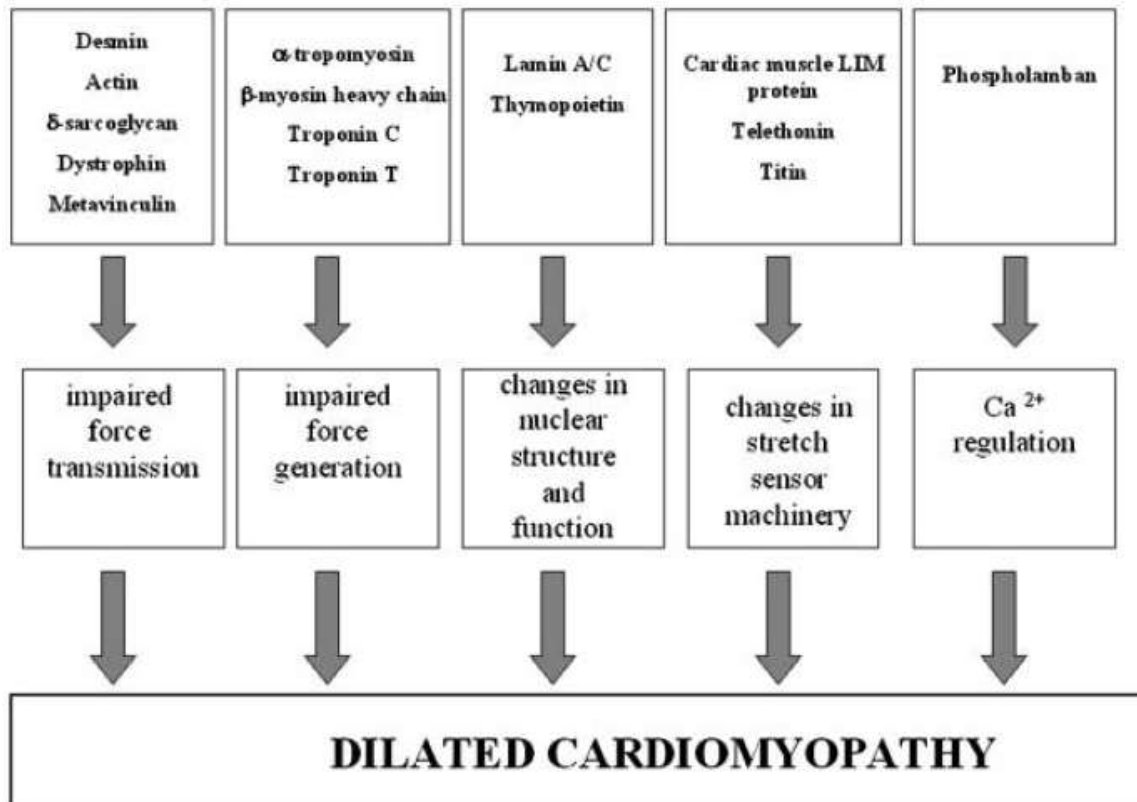 Desmin
Actin
δ-sarcoglycan
Dystrophin
Metavinculin
α-tropomyosin
β-myosin heavy chain
Troponin C
Troponin T
Lamin A/C
Thymopoietin
Cardiac muscle LIM
protein
Telethonin
Titin
Phospholamban
impaired
force
transmission
impaired
force
generation
changes in
nuclear
structure
and
function
changes in
stretch
sensor
machinery
Ca 2+
regulation
DILATED CARDIOMYOPATHY